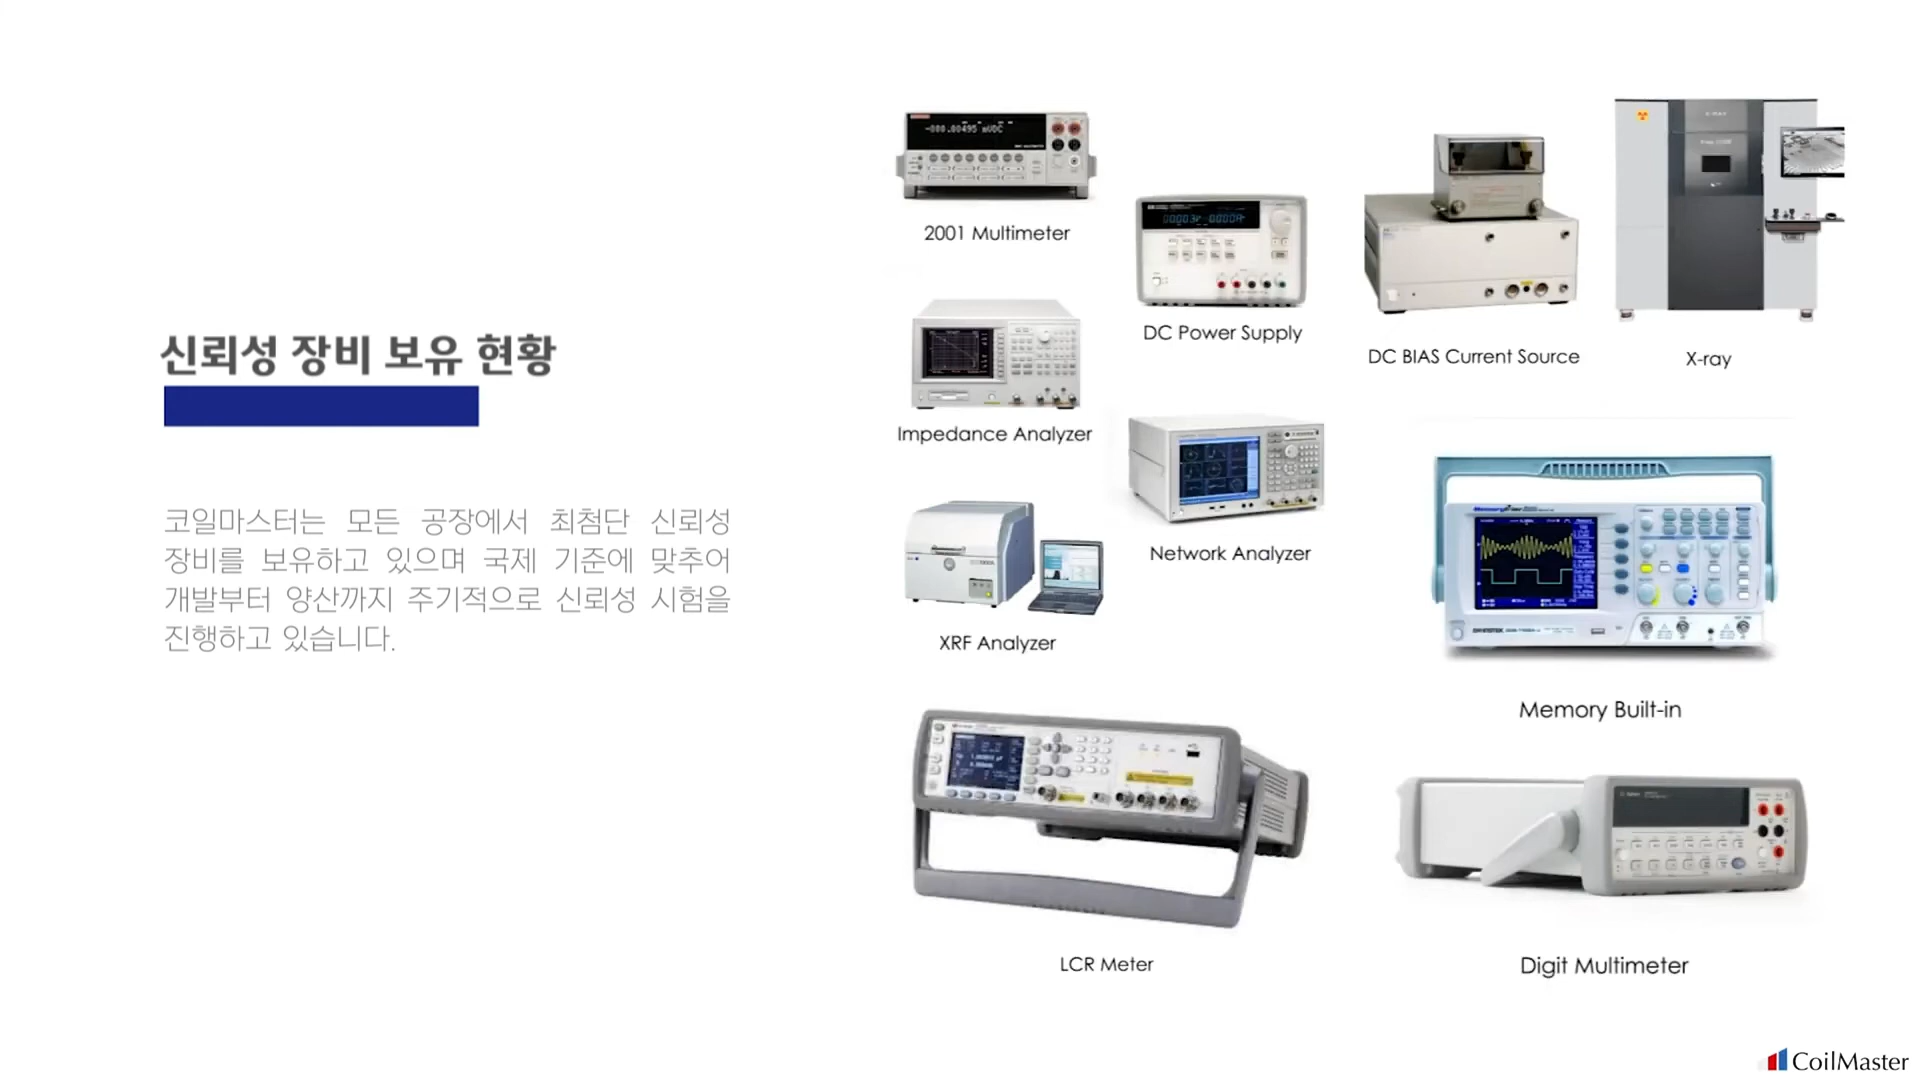 신뢰성 장비 보유 현황
코일마스터는 모든 공장에서 최첨단 신뢰성
장비를 보유하고 있으며 국제 기준에 맞추어
개발부터 양산까지 주기적으로 신뢰성 시험을
진행하고 있습니다.
-000.00495 mVDC
2001 Multimeter
DC Power Supply
DC BIAS Current Source
X-RAY
X-ray
Impedance Analyzer
Network Analyzer
XRF Analyzer
Memory Built-in
LCR Meter
Digit Multimeter
CoilMaster